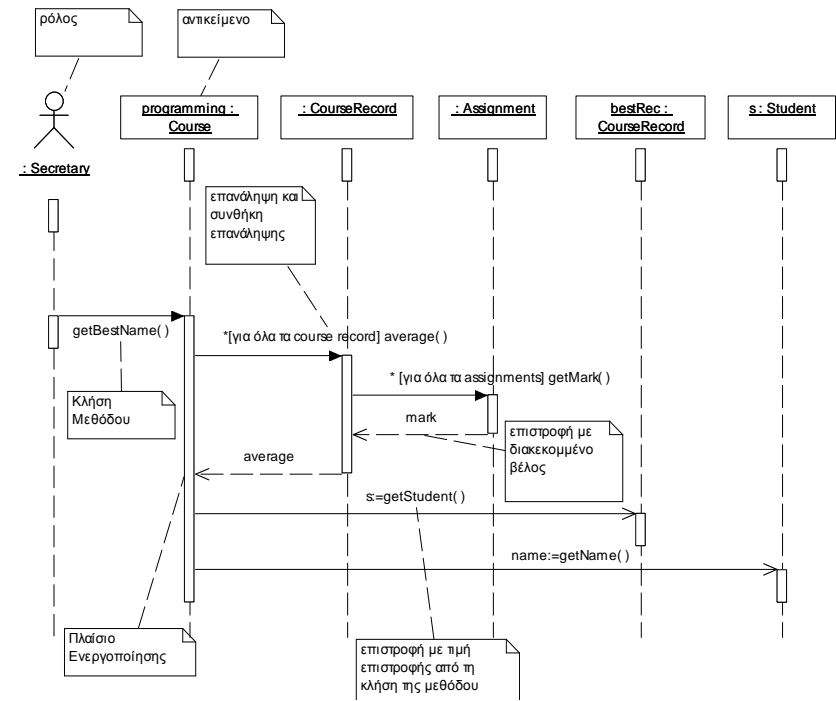 ρόλος
αντικείμενο
programming :
Course
: CourseRecord
: Assignment
bestRec :
CourseRecord
s : Student
: Secretary
επανάληψη και
συνθήκη
επανάληψης
getBestName( )
*[για όλα τα course record] average( )
* [για όλα τα assignments] getMark( )
Κλήση
Μεθόδου
mark
επιστροφή με
διακεκομμένο
βέλος
average
s:=getStudent( )
name:=getName( )
Πλαίσιο
Ενεργοποίησης
επιστροφή με τιμή
επιστροφής από τη
κλήση της μεθόδου